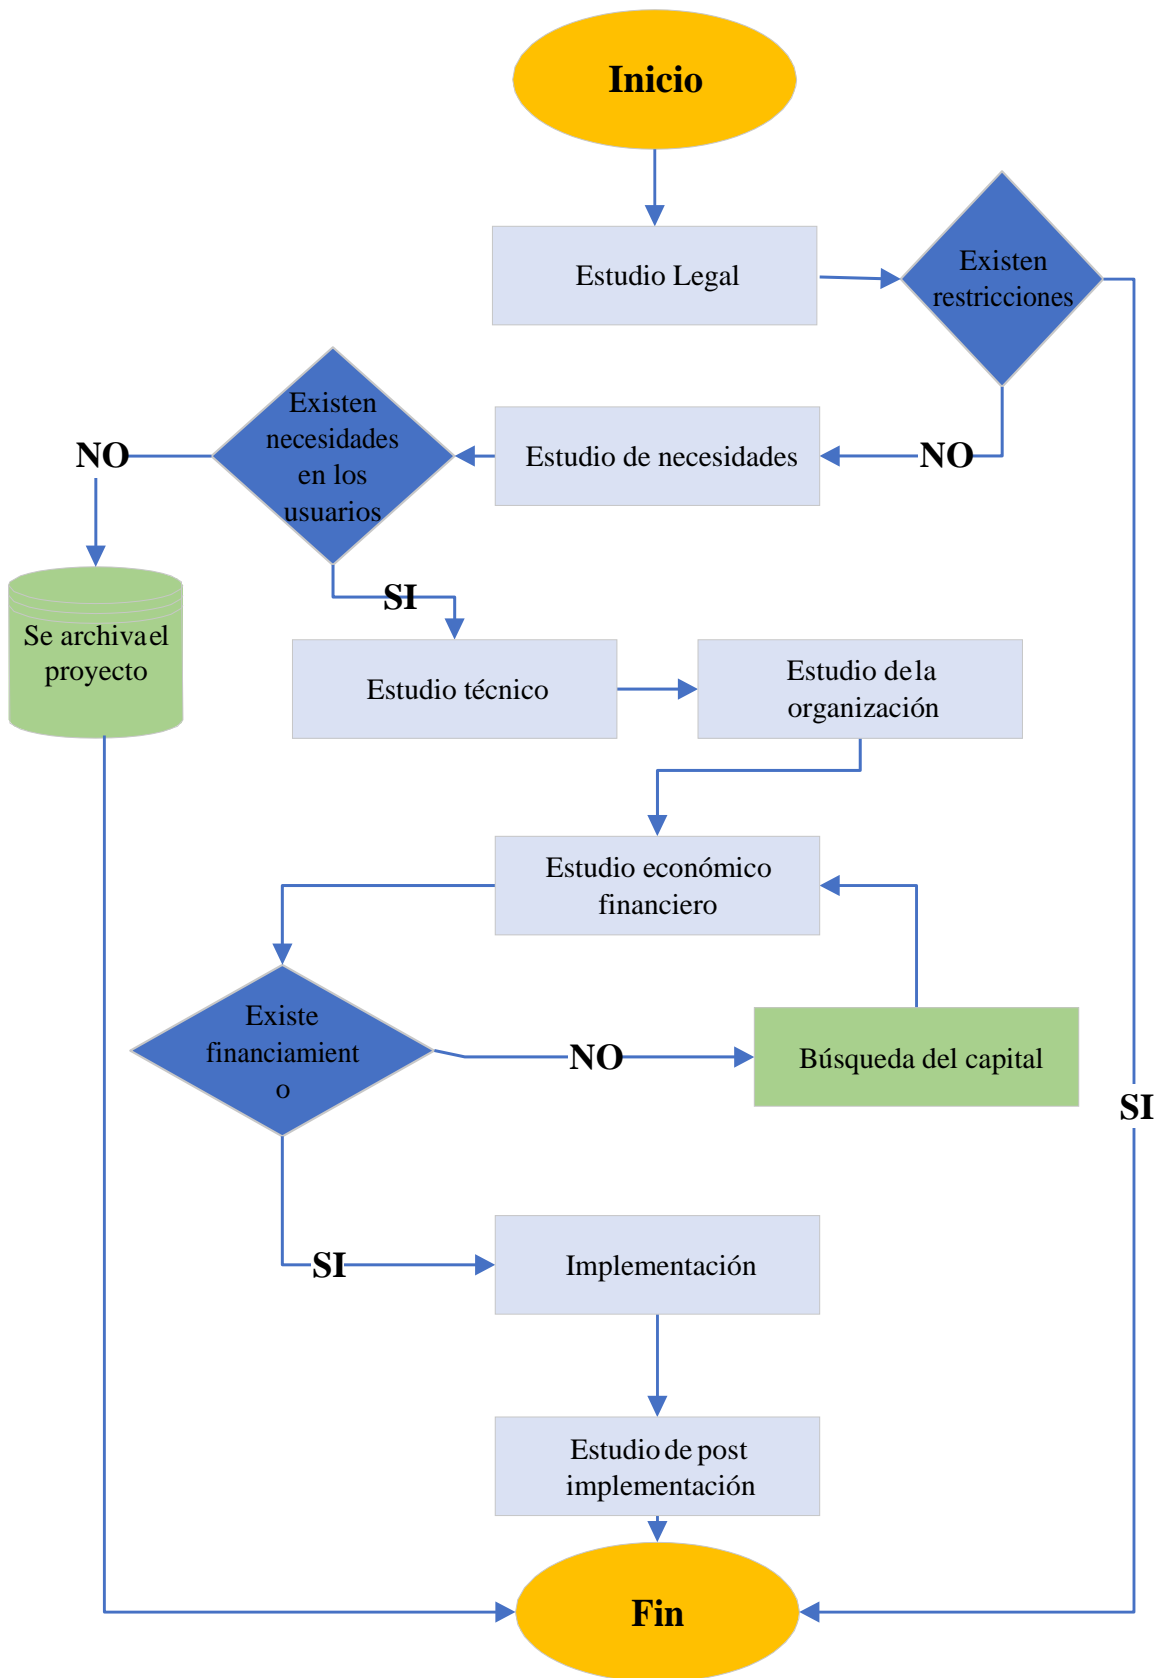 Inicio
Estudio Legal
Existen
restricciones
Existen
necesidades
en los
usuarios
Estudio de necesidades
NO
NO
SI
Se archiva el
proyecto
Estudio técnico
Estudio de la
organización
Estudio económico
financiero
Existe
financiamient
o
NO
Búsqueda del capital
SI
SI
Implementación
Estudio de post
implementación
Fin